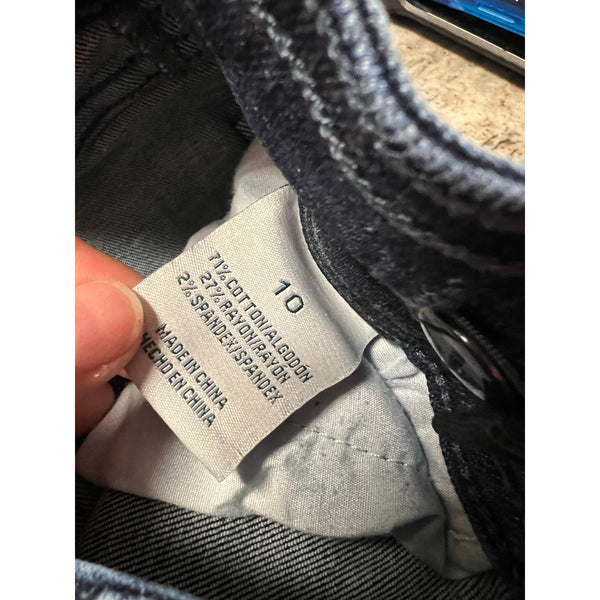 10
71% COTTON/ALGODON
27% RAYON/RAYON
2% SPANDEX/SPANDEX
MADE IN CHINA
HECHO EN CHINA